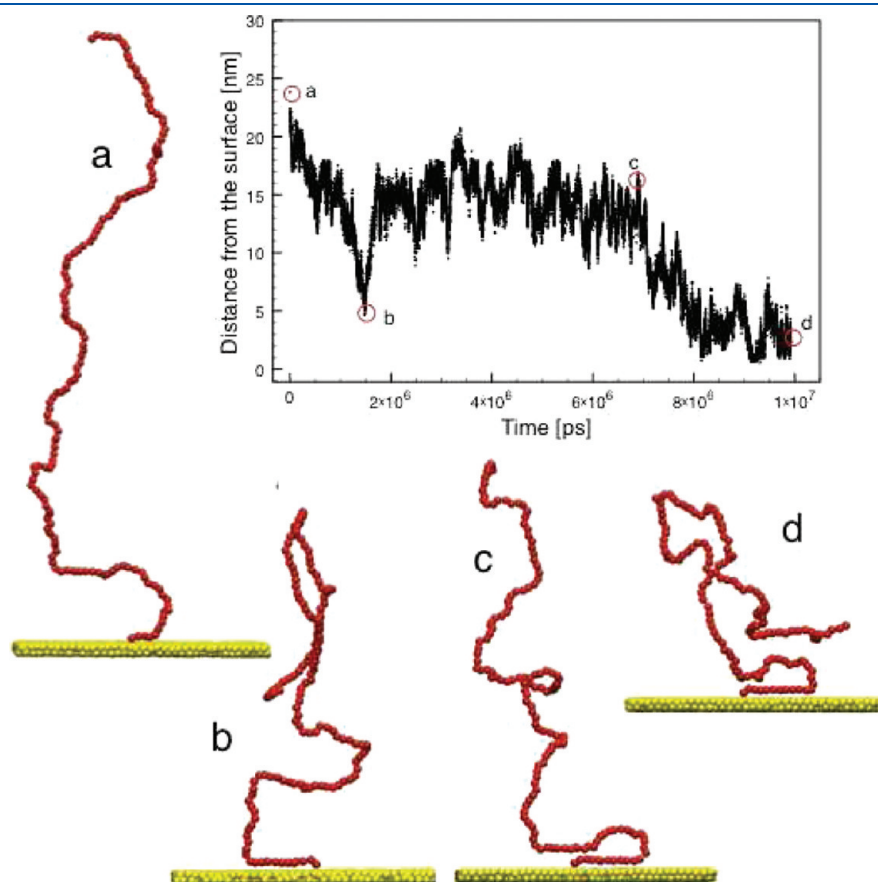 30
25
20
15
10
5
0
Distance from the surface [nm]
a
b
c
d
0
2×10⁶
4×10⁶
6×10⁶
8×10⁶
1×10⁷
Time [ps]
a
b
c
d